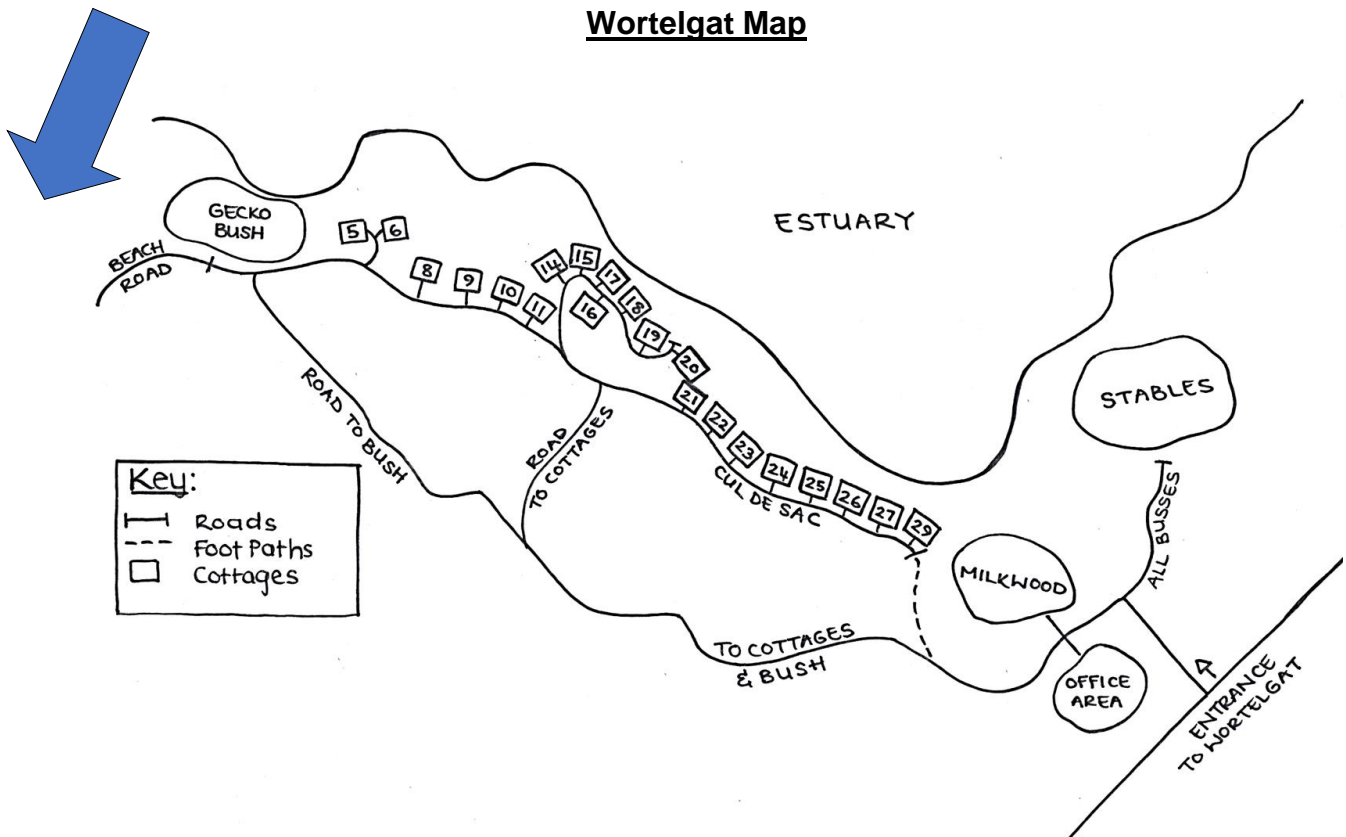 Wortelgat Map
ESTUARY
GECKO
BUSH
BEACH
ROAD
5
6
8
9
10
11
14
15
16
17
18
19
20
21
22
23
24
25
26
27
29
CUL DE SAC
ROAD TO BUSH
ROAD
TO COTTAGES
STABLES
ALL BUSSES
MILKWOOD
OFFICE
AREA
TO COTTAGES
& BUSH
ENTRANCE
TO WORTELGAT
Key:
Roads
Foot Paths
Cottages